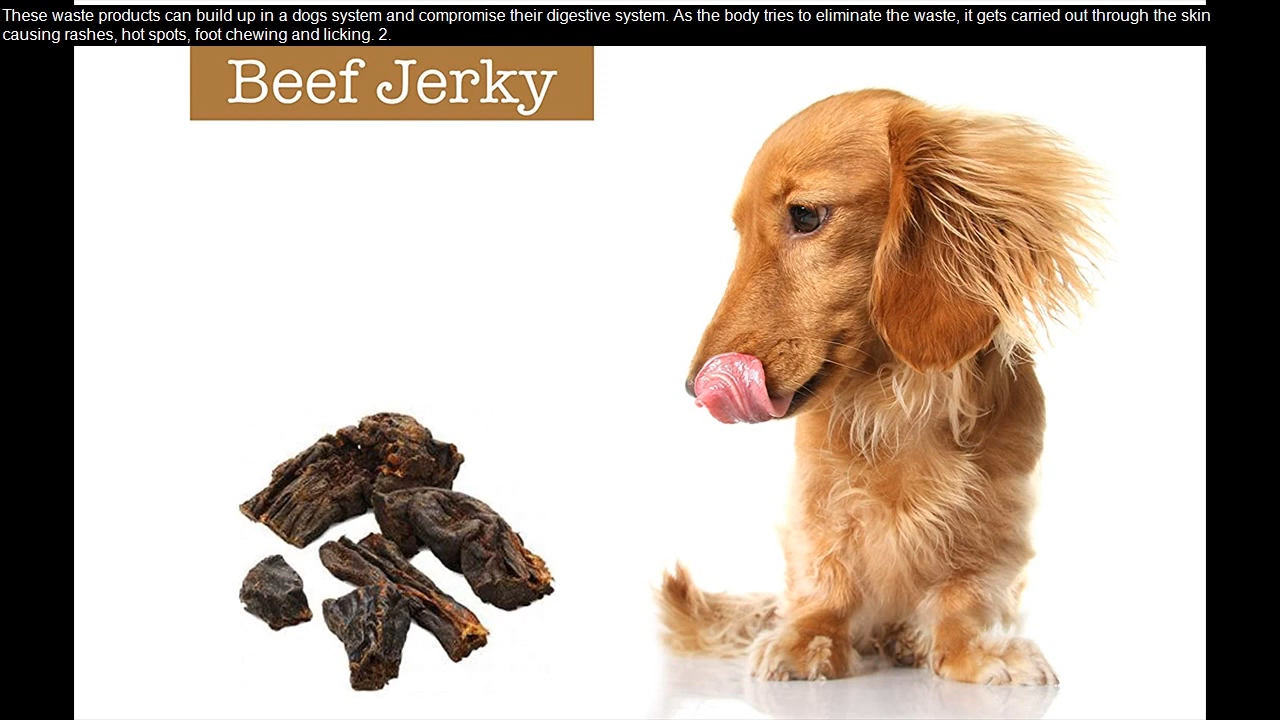 These waste products can build up in a dogs system and compromise their digestive system. As the body tries to eliminate the waste, it gets carried out through the skin
causing rashes, hot spots, foot chewing and licking. 2.
Beef Jerky